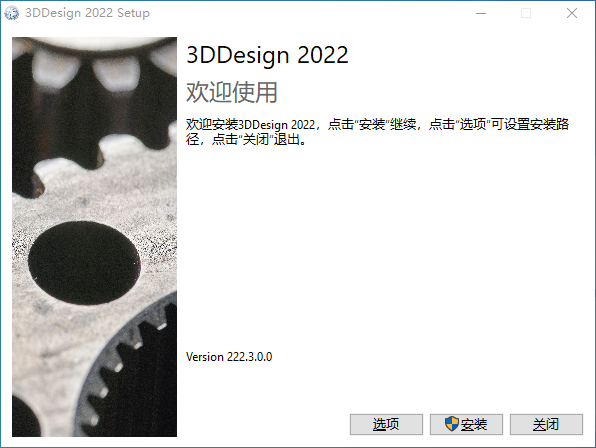 3DDesign 2022 Setup
3DDesign 2022
欢迎使用
欢迎安装3DDesign 2022，点击“安装”继续，点击“选项”可设置安装路
径，点击“关闭”退出。
Version 222.3.0.0
选项 安装 关闭